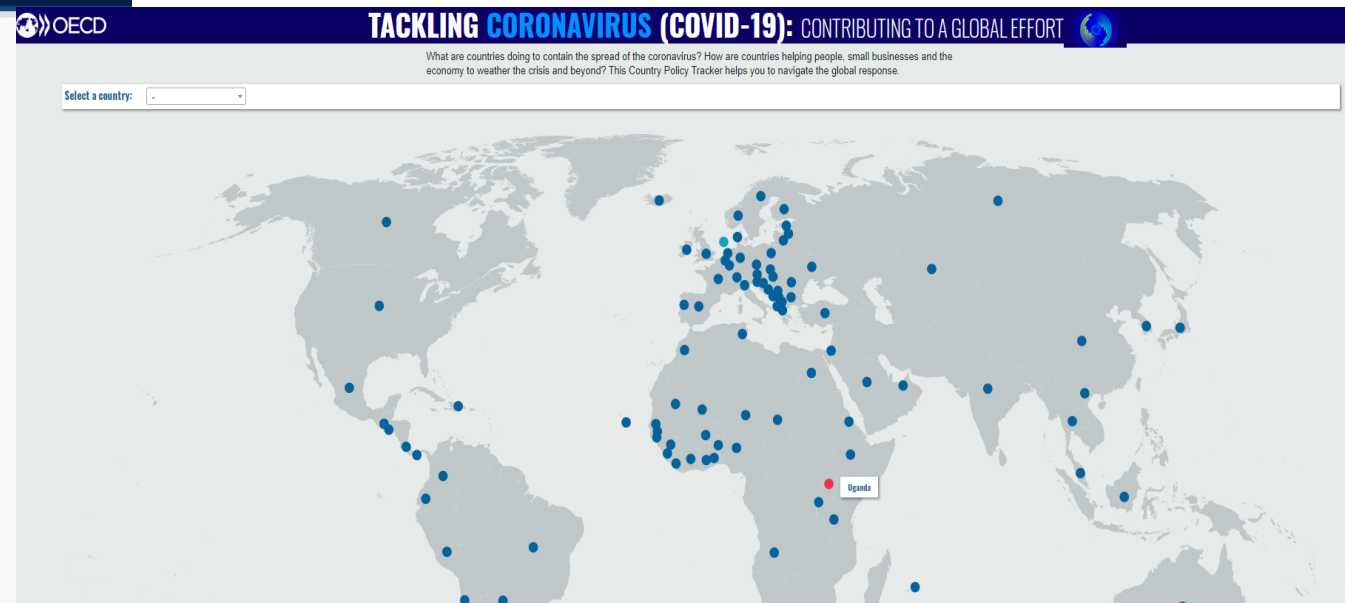 OECD
TACKLING CORONAVIRUS (COVID-19): CONTRIBUTING TO A GLOBAL EFFORT
What are countries doing to contain the spread of the coronavirus? How are countries helping people, small businesses and the
economy to weather the crisis and beyond? This Country Policy Tracker helps you to navigate the global response.
Select a country: -
Uganda